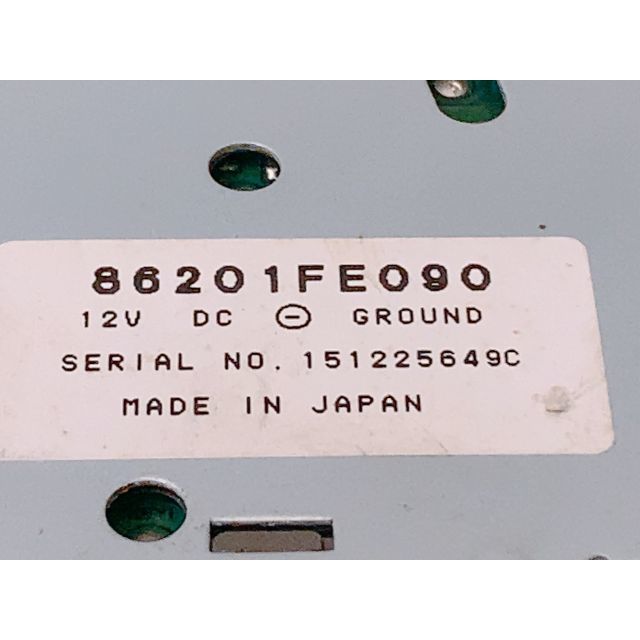 86201FE090
12V DC ⊖ GROUND
SERIAL NO. 151225649C
MADE IN JAPAN